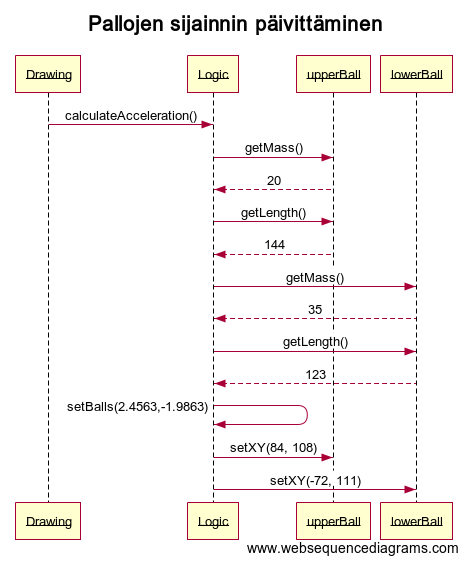 Pallojen sijainnin päivittäminen
Drawing Logic upperBall lowerBall
calculateAcceleration()
getMass()
20
getLength()
144
getMass()
35
getLength()
123
setBalls(2.4563,-1.9863)
setXY(84, 108)
setXY(-72, 111)
Drawing Logic upperBall lowerBall
www.websequencediagrams.com